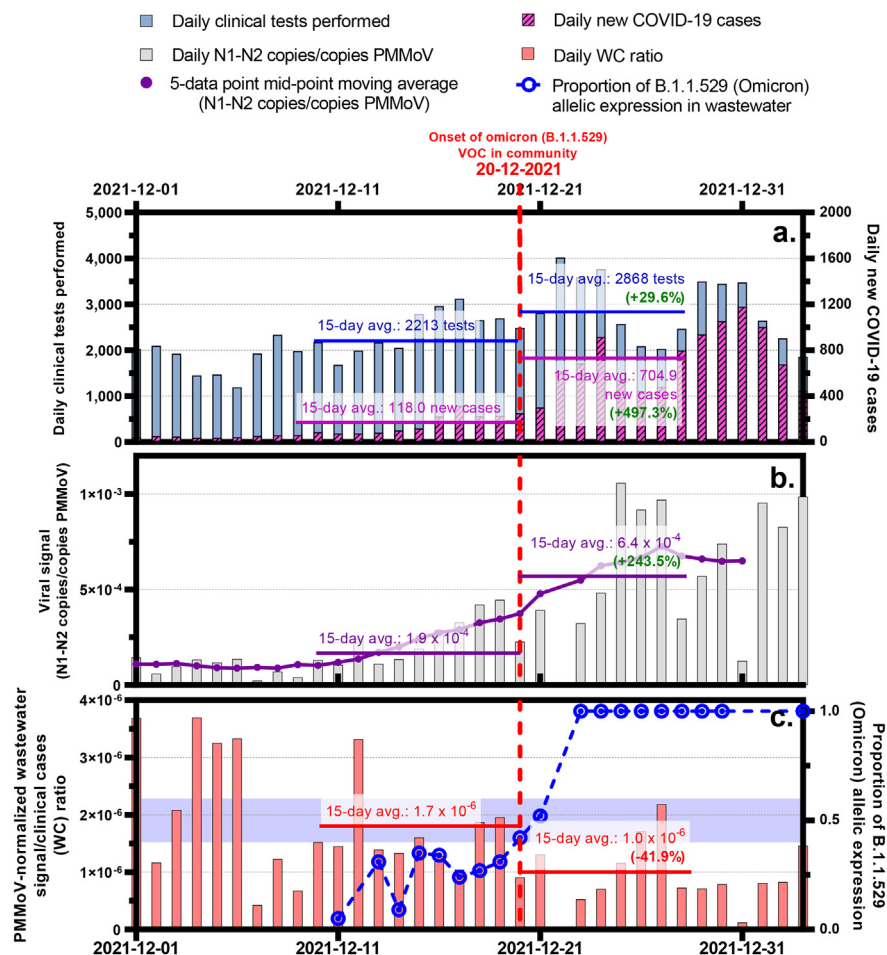 Daily clinical tests performed
Daily new COVID-19 cases
Daily N1-N2 copies/copies PMMoV
Daily WC ratio
5-data point mid-point moving average
(N1-N2 copies/copies PMMoV)
Proportion of B.1.1.529 (Omicron)
allelic expression in wastewater
Onset of omicron (B.1.1.529)
VOC in community
20-12-2021
2021-12-01
2021-12-11
2021-12-21
2021-12-31
Daily clinical tests performed
5,000
4,000
3,000
2,000
1,000
0
a.
15-day avg.: 2868 tests
(+29.6%)
15-day avg.: 2213 tests
15-day avg.: 704.9
new cases
(+497.3%)
15-day avg.: 118.0 new cases
2000
1600
1200
800
400
0
Daily new COVID-19 cases
Viral signal
(N1-N2 copies/copies PMMoV)
1×10⁻³
5×10⁻⁴
0
b.
15-day avg.: 6.4 x 10⁻⁴
(+243.5%)
15-day avg.: 1.9 x 10⁻⁴
PMMoV-normalized wastewater
signal/clinical cases
(WC) ratio
4×10⁻⁶
3×10⁻⁶
2×10⁻⁶
1×10⁻⁶
0
c.
15-day avg.: 1.7 x 10⁻⁶
15-day avg.: 1.0 x 10⁻⁶
(-41.9%)
1.0
0.5
0.0
Proportion of B.1.1.529
(Omicron) allelic expression
2021-12-01
2021-12-11
2021-12-21
2021-12-31